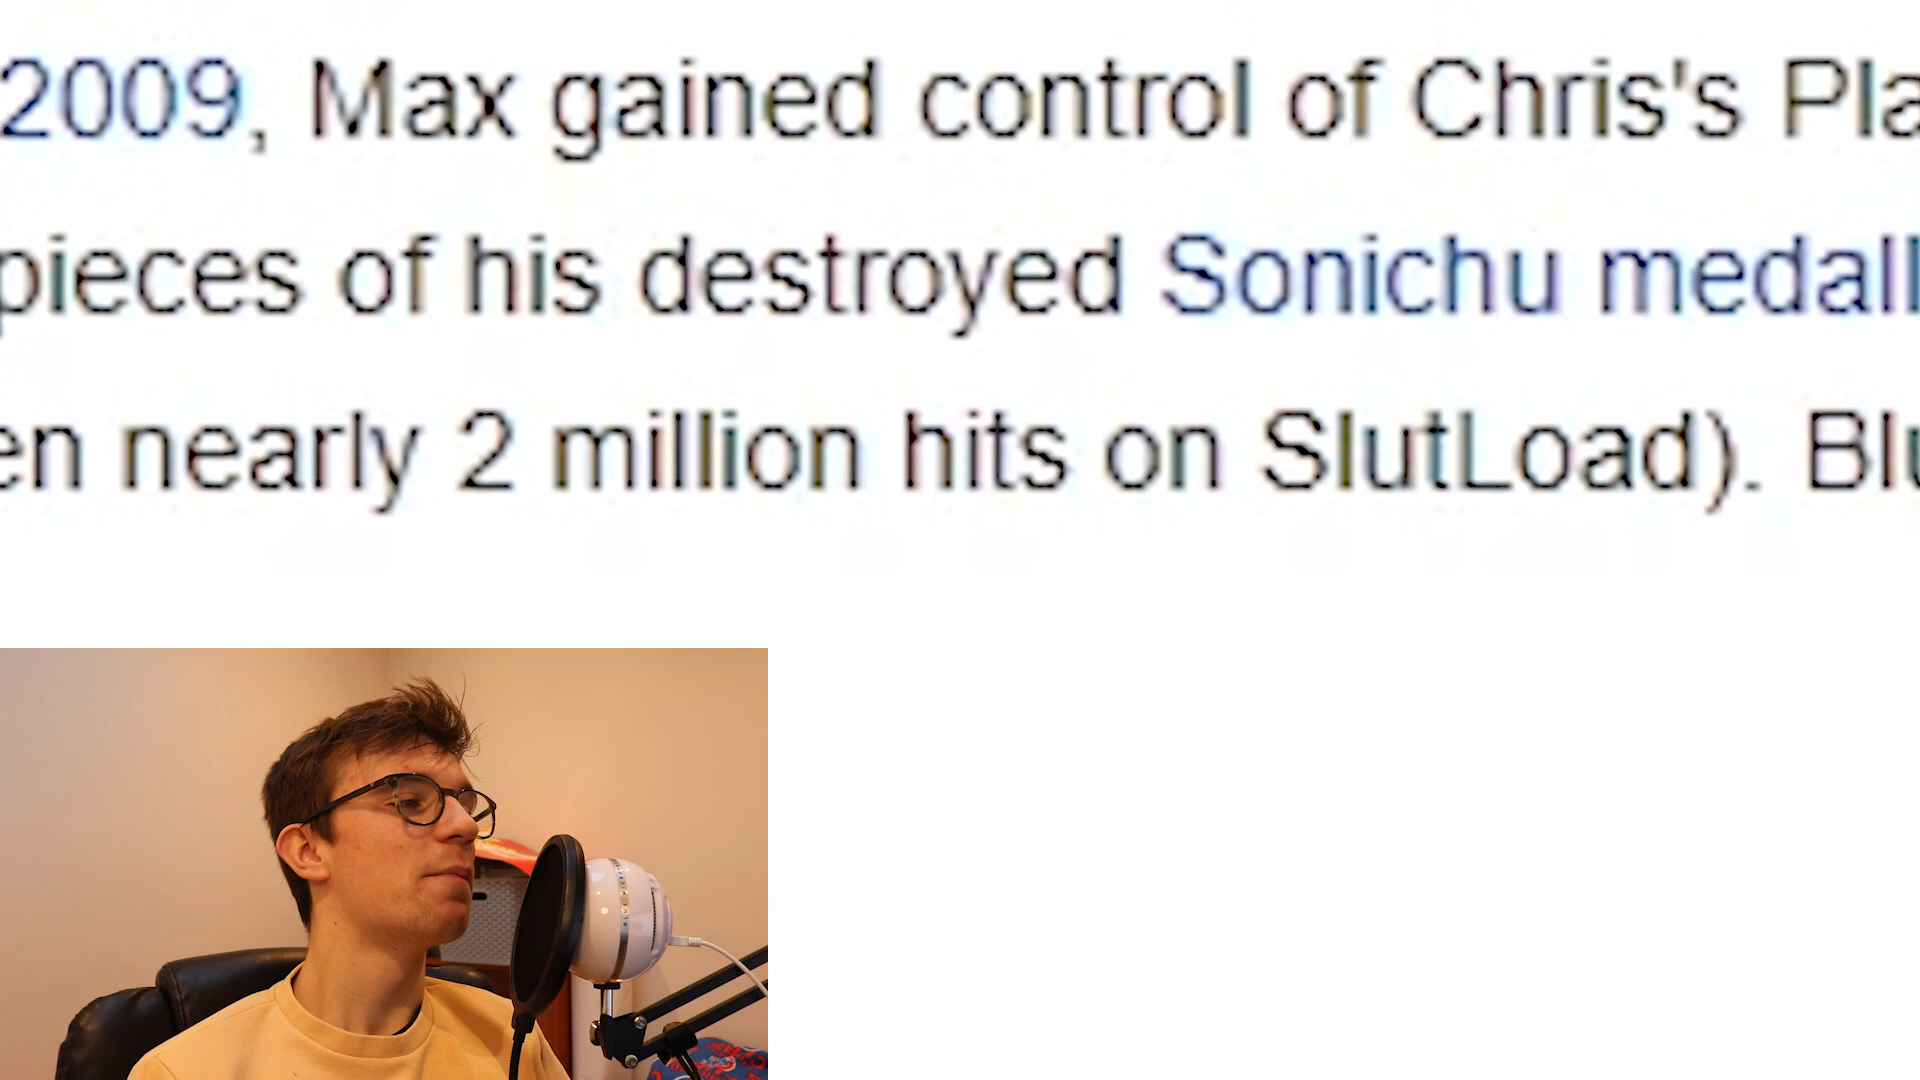 2009, Max gained control of Chris's Pla
pieces of his destroyed Sonichu medall
en nearly 2 million hits on SlutLoad). Blu